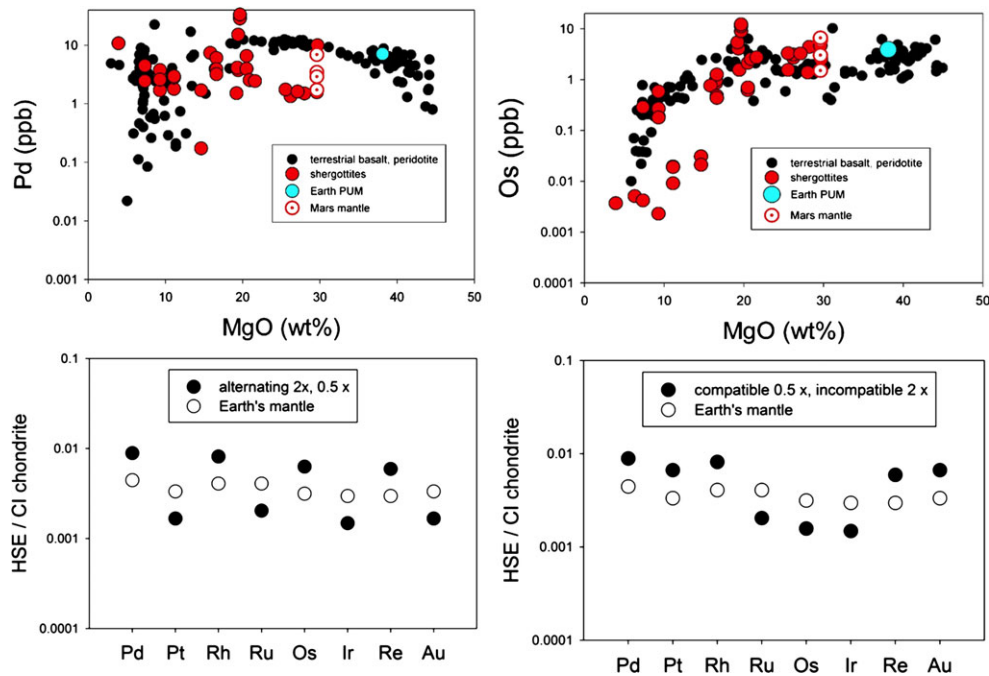 Pd (ppb)
10
1
0.1
0.01
0.001
terrestrial basalt, peridotite
shergottites
Earth PUM
Mars mantle
0 10 20 30 40 50
MgO (wt%)
Os (ppb)
10
1
0.1
0.01
0.001
0.0001
terrestrial basalt, peridotite
shergottites
Earth PUM
Mars mantle
0 10 20 30 40 50
MgO (wt%)
HSE / CI chondrite
0.1
0.01
0.001
0.0001
alternating 2x, 0.5 x
Earth's mantle
Pd Pt Rh Ru Os Ir Re Au
HSE / CI chondrite
0.1
0.01
0.001
0.0001
compatible 0.5 x, incompatible 2 x
Earth's mantle
Pd Pt Rh Ru Os Ir Re Au